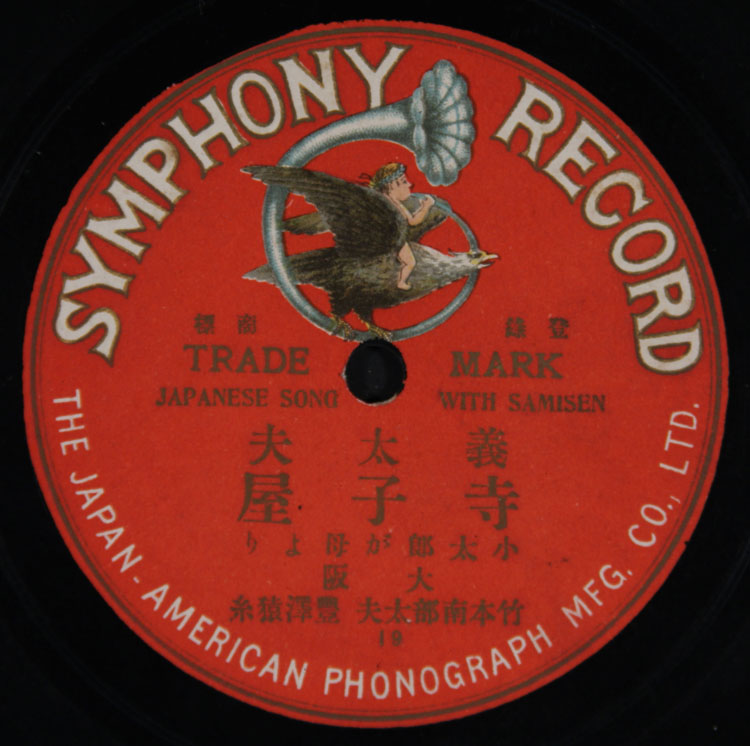 SYMPHONY RECORD
登録 商標
TRADE MARK
JAPANESE SONG WITH SAMISEN
義太夫
寺子屋
小太郎が母より
大阪
竹本南部太夫 豐澤猿糸
19
THE JAPAN-AMERICAN PHONOGRAPH MFG. CO., LTD.